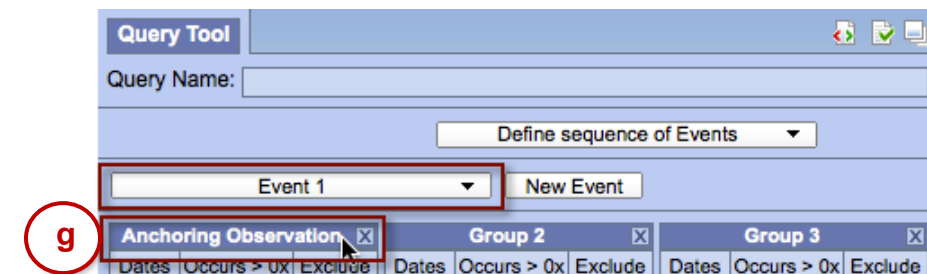 Query Tool
Query Name:
Define sequence of Events
Event 1 New Event
g Anchoring Observation X Group 2 X Group 3 X
Dates Occurs > 0x Exclude Dates Occurs > 0x Exclude Dates Occurs > 0x Exclude